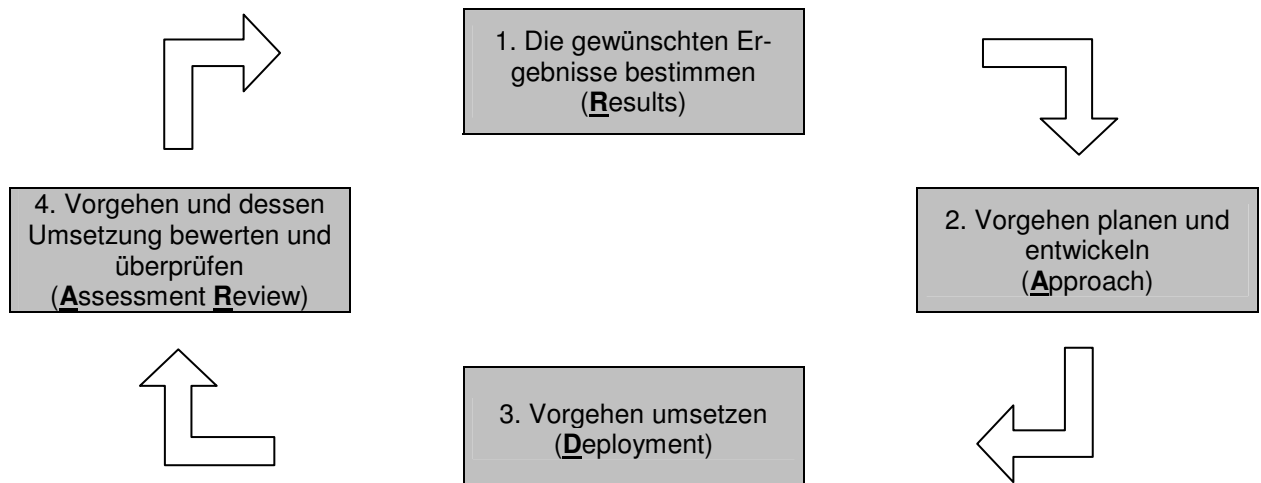 1. Die gewünschten Er-
gebnisse bestimmen
(Results)
2. Vorgehen planen und
entwickeln
(Approach)
3. Vorgehen umsetzen
(Deployment)
4. Vorgehen und dessen
Umsetzung bewerten und
überprüfen
(Assessment Review)